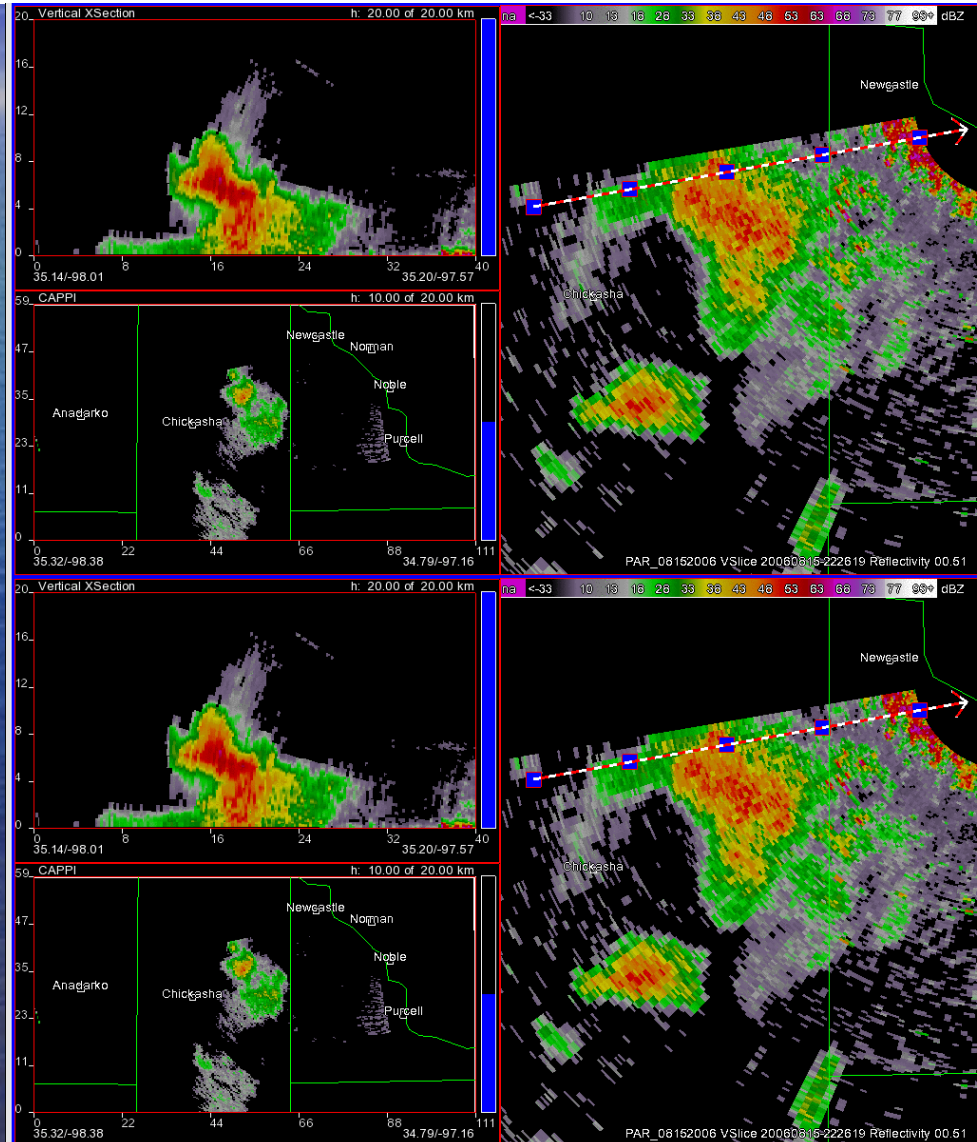 Vertical XSection h: 20.00 of 20.00 km
20
16
12
8
4
0
0 8 16 24 32 40
35.14/-98.01 35.20/-97.57
CAPPI h: 10.00 of 20.00 km
59
47
35
23
11
0
Newcastle
Norman
Noble
Anadarko
Chickasha
Purcell
0 22 44 66 88 111
35.32/-98.38 34.79/-97.16
na <-33 10 13 18 28 33 38 43 48 53 63 68 73 77 99+ dBZ
Newcastle
Chickasha
PAR_08152006 VSlice 20060815-222619 Reflectivity 00.51
Vertical XSection h: 20.00 of 20.00 km
20
16
12
8
4
0
0 8 16 24 32 40
35.14/-98.01 35.20/-97.57
CAPPI h: 10.00 of 20.00 km
59
47
35
23
11
0
Newcastle
Norman
Noble
Anadarko
Chickasha
Purcell
0 22 44 66 88 111
35.32/-98.38 34.79/-97.16
na <-33 10 13 18 28 33 38 43 48 53 63 68 73 77 99+ dBZ
Newcastle
Chickasha
PAR_08152006 VSlice 20060815-222619 Reflectivity 00.51